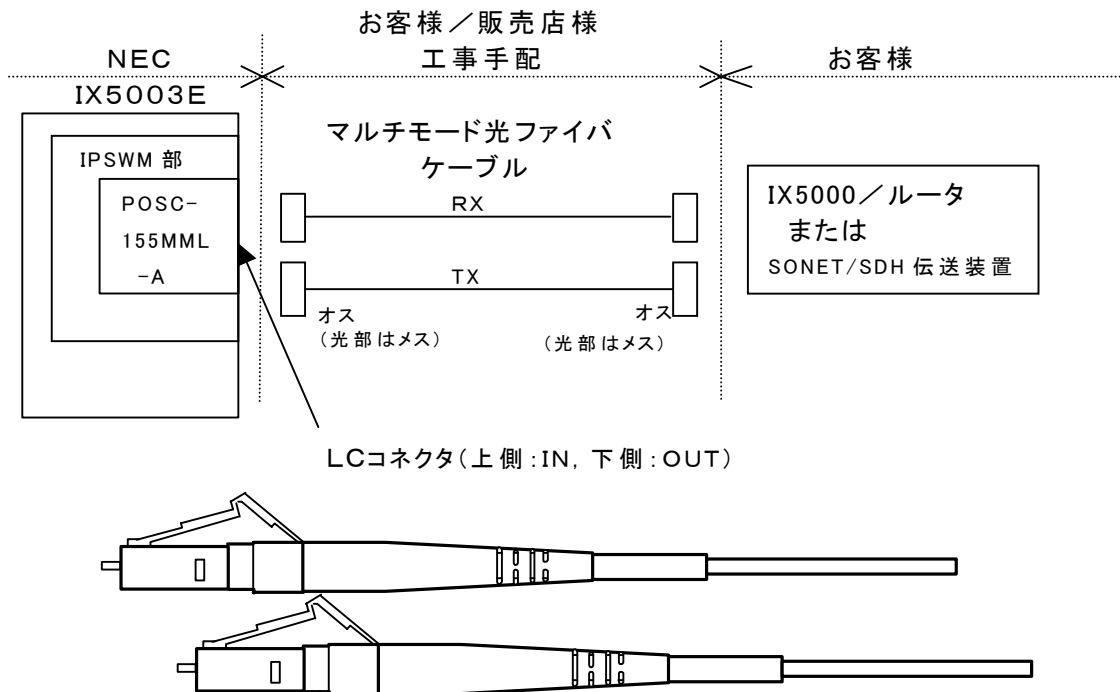 お客様／販売店様
NEC
工事手配
お客様
IX5003E
マルチモード光ファイバ
ケーブル
IPSWM 部
POSC-
155MML
-A
RX
TX
オス
(光部はメス)
オス
(光部はメス)
IX5000／ルータ
または
SONET/SDH 伝送装置
LCコネクタ(上側:IN, 下側:OUT)